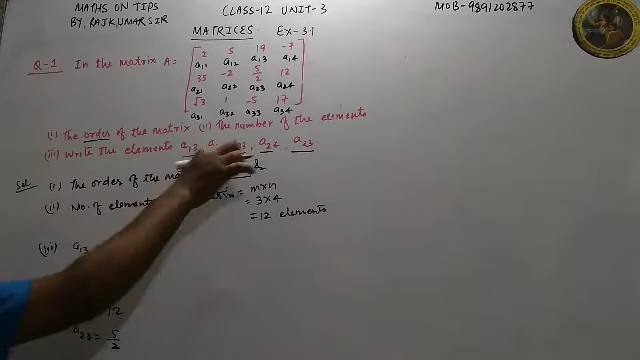 MATHS ON TIPS
BY, RAJKUMAR SIR
CLASS-12 UNIT-3
MOB-9891202877
MATRICES EX-3.1
Q-1 In the matrix A =
2 5 19 -7
a11 a12 a13 a14
35 -2 5/2 12
a21 a22 a23 a24
√3 1 -5 17
a31 a32 a33 a34
(i) The order of the matrix (ii) The number of the elements
(iii) Write the elements a13, a24, a23
Sol (i) The order of the
(ii) No. of element = m×n
= 3×4
= 12 elements
(iii) a13
12
a23 = 5/2